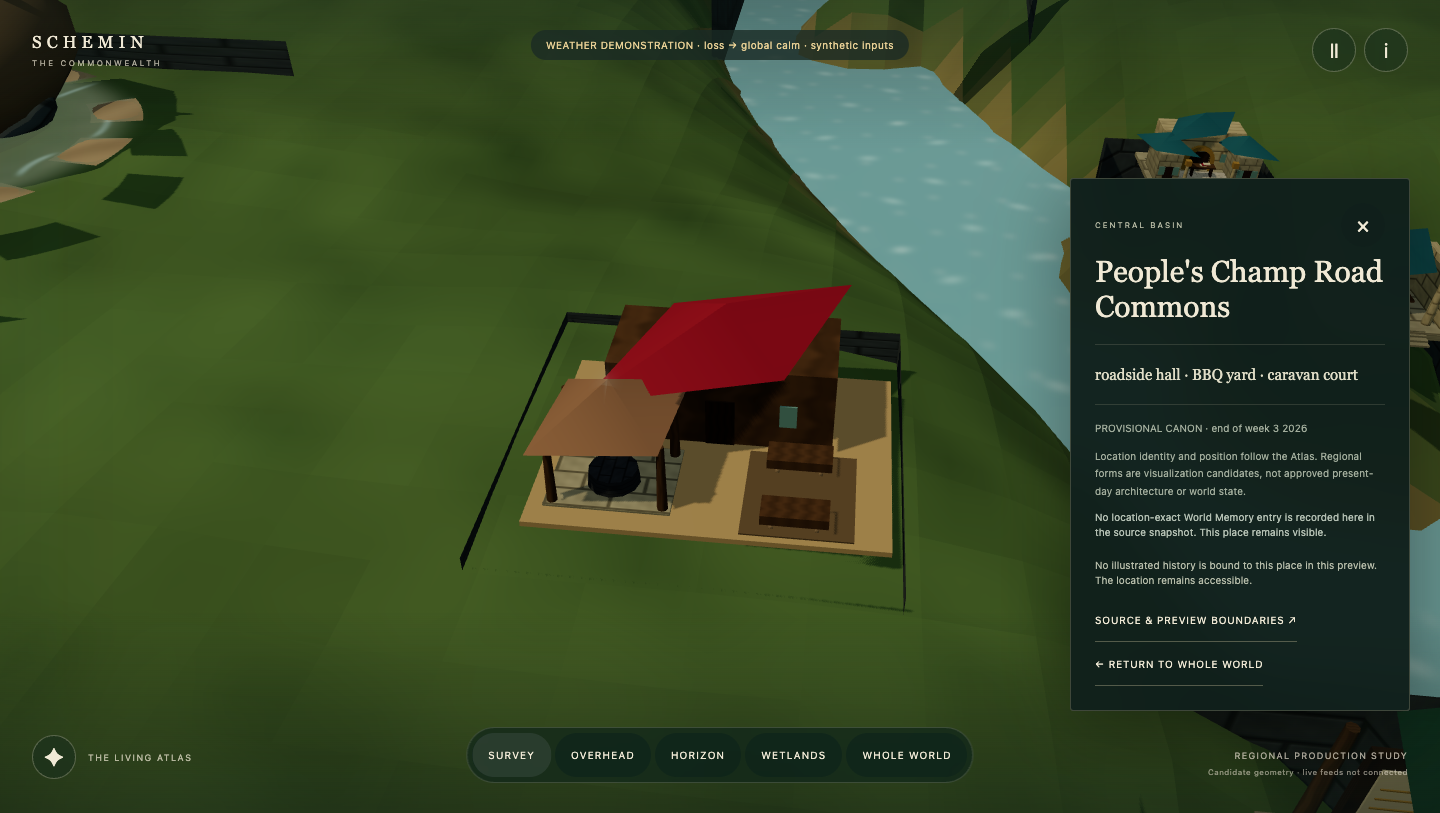 SCHEMIN
THE COMMONWEALTH
WEATHER DEMONSTRATION · loss → global calm · synthetic inputs
i
CENTRAL BASIN
×
People's Champ Road
Commons
roadside hall · BBQ yard · caravan court
PROVISIONAL CANON · end of week 3 2026
Location identity and position follow the Atlas. Regional
forms are visualization candidates, not approved present-
day architecture or world state.
No location-exact World Memory entry is recorded here in
the source snapshot. This place remains visible.
No illustrated history is bound to this place in this preview.
The location remains accessible.
SOURCE & PREVIEW BOUNDARIES ↗
← RETURN TO WHOLE WORLD
THE LIVING ATLAS
SURVEY
OVERHEAD
HORIZON
WETLANDS
WHOLE WORLD
REGIONAL PRODUCTION STUDY
Candidate geometry · live feeds not connected